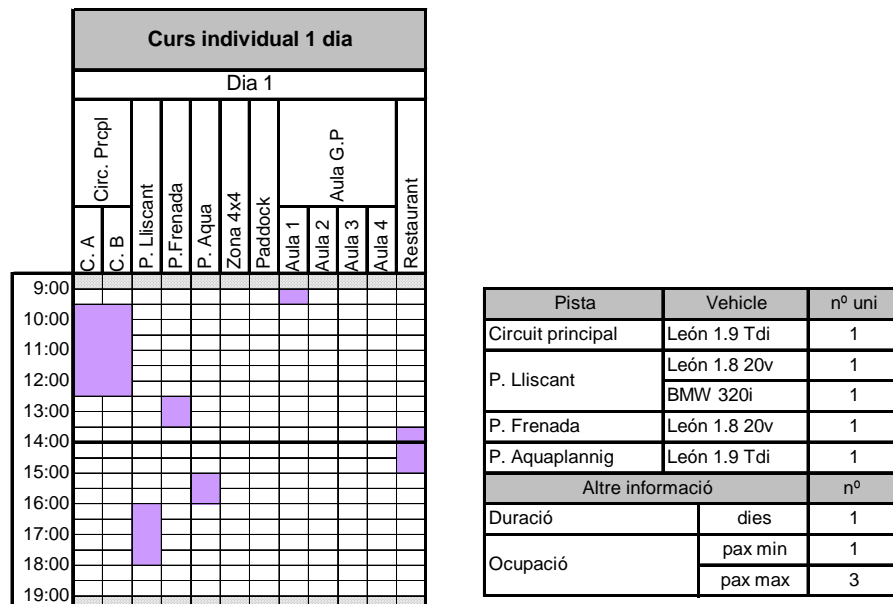 Curs individual 1 dia
Dia 1
Circ. Prcpl
Aula G.P
C. A
C. B
P. Lliscant
P.Frenada
P. Aqua
Zona 4x4
Paddock
Aula 1
Aula 2
Aula 3
Aula 4
Restaurant
9:00
10:00
11:00
12:00
13:00
14:00
15:00
16:00
17:00
18:00
19:00
Pista Vehicle nº uni
Circuit principal León 1.9 Tdi 1
P. Lliscant León 1.8 20v 1
BMW 320i 1
P. Frenada León 1.8 20v 1
P. Aquaplannig León 1.9 Tdi 1
Altre informació nº
Duració dies 1
Ocupació pax min 1
pax max 3